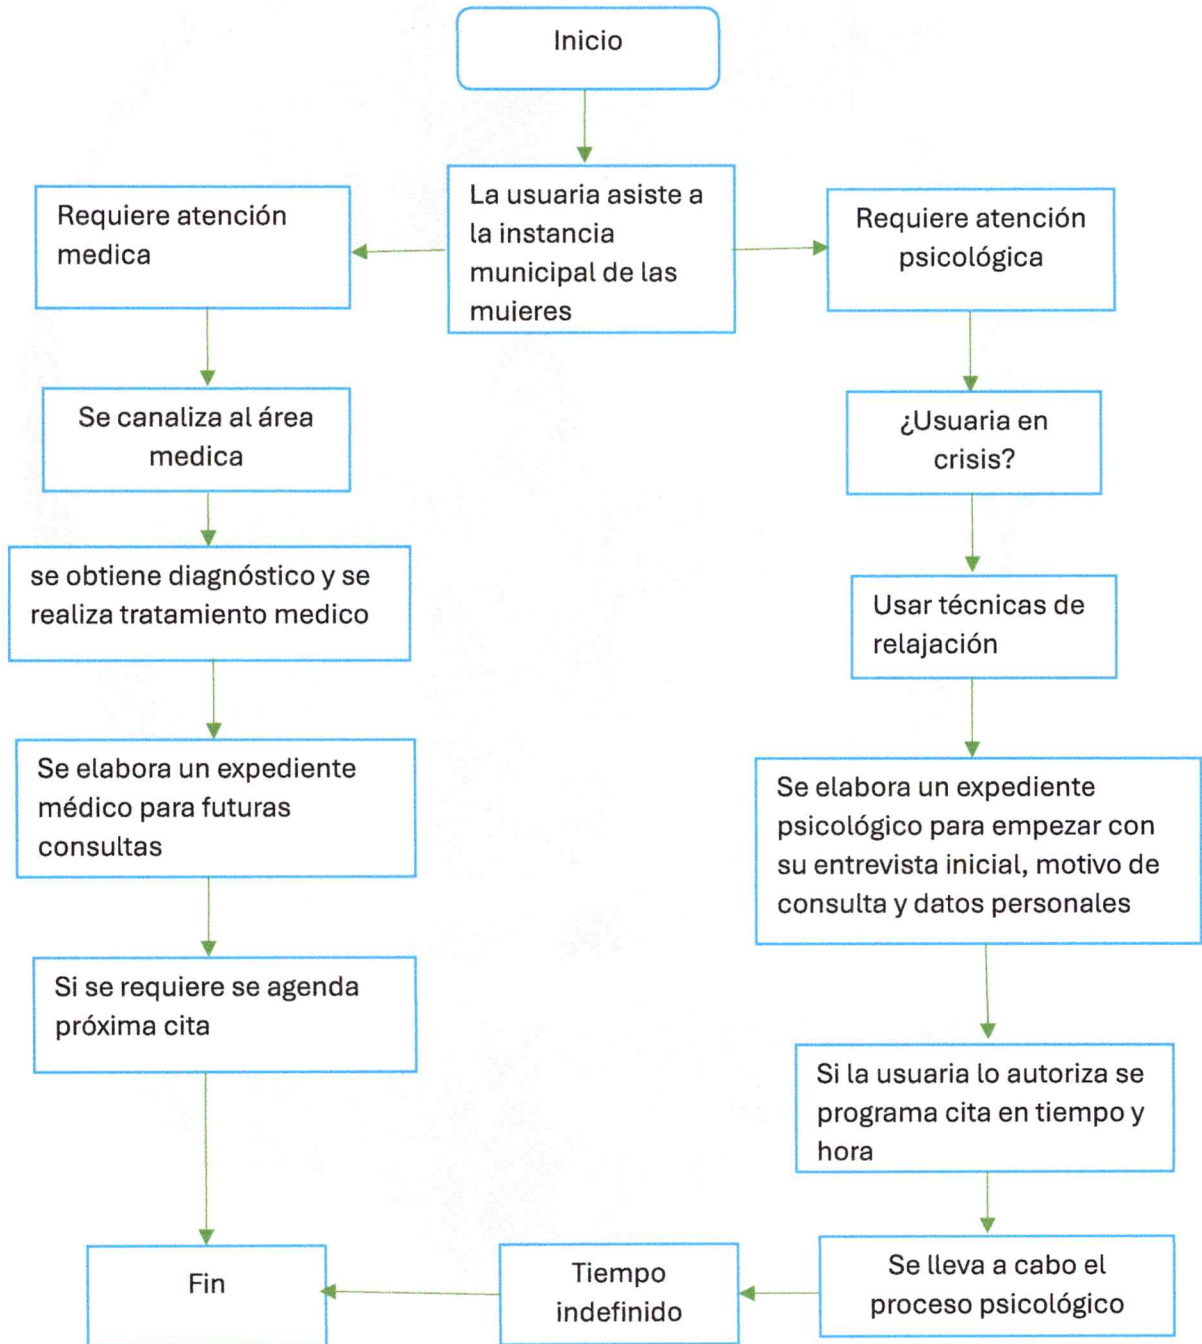 Inicio
La usuaria asiste a
la instancia
municipal de las
mujeres
Requiere atención
medica
Se canaliza al área
medica
se obtiene diagnóstico y se
realiza tratamiento medico
Se elabora un expediente
médico para futuras
consultas
Si se requiere se agenda
próxima cita
Requiere atención
psicológica
¿Usuaria en
crisis?
Usar técnicas de
relajación
Se elabora un expediente
psicológico para empezar con
su entrevista inicial, motivo de
consulta y datos personales
Si la usuaria lo autoriza se
programa cita en tiempo y
hora
Se lleva a cabo el
proceso psicológico
Tiempo
indefinido
Fin